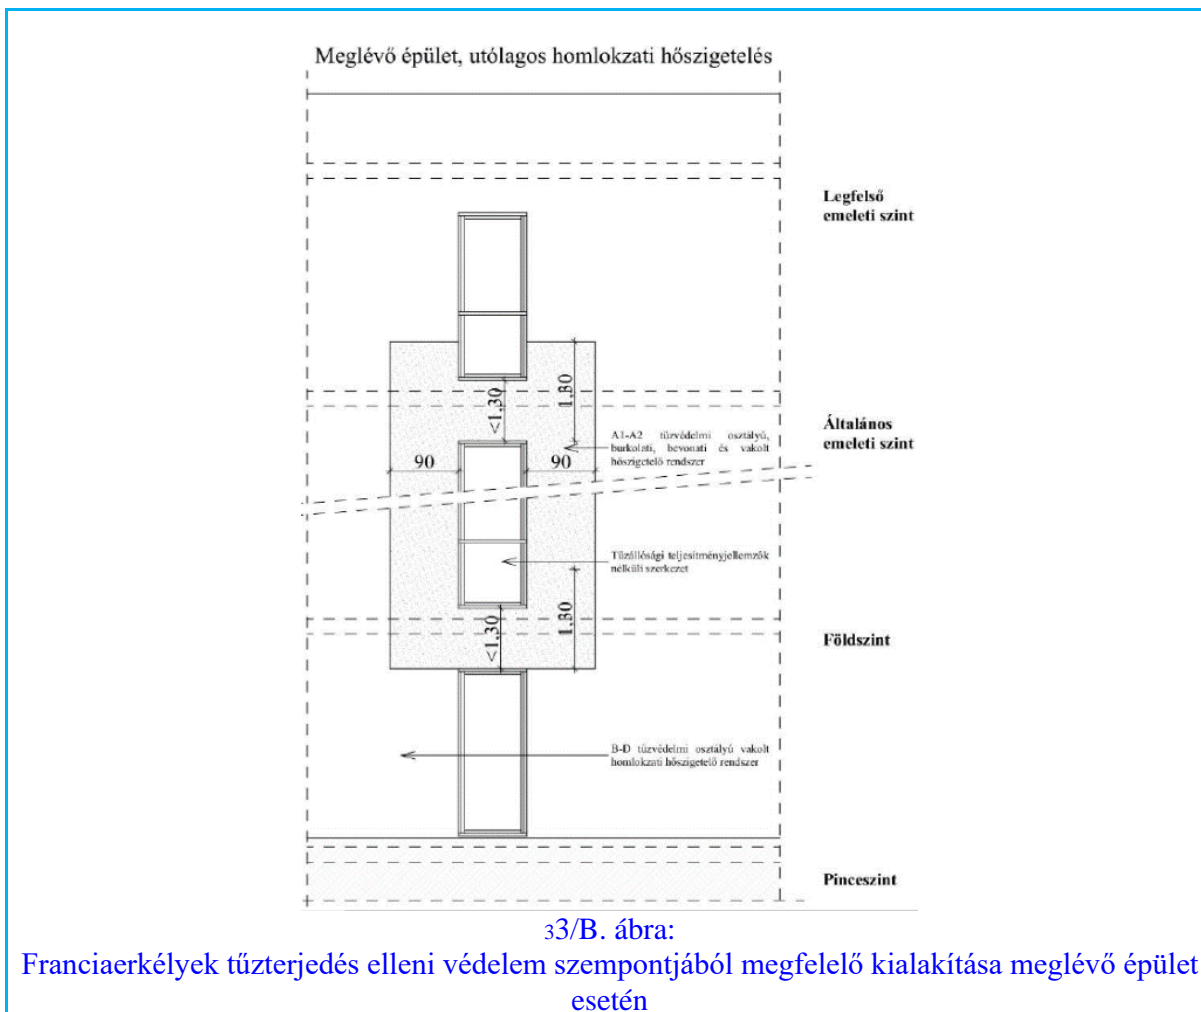 Meglévő épület, utólagos homlokzati hőszigetelés
Legfelső
emeleti szint
<1,30
1,30
Általános
emeleti szint
A1-A2 tűzvédelmi osztályú,
burkolati, bevonati és vakolt
hőszigetelő rendszer
90
90
Tűzállósági teljesítményjellemzők
nélküli szerkezet
<1,30
1,30
Földszint
B-D tűzvédelmi osztályú vakolt
homlokzati hőszigetelő rendszer
Pinceszint
33/B. ábra:
Franciaerkélyek tűzterjedés elleni védelem szempontjából megfelelő kialakítása meglévő épület
esetén